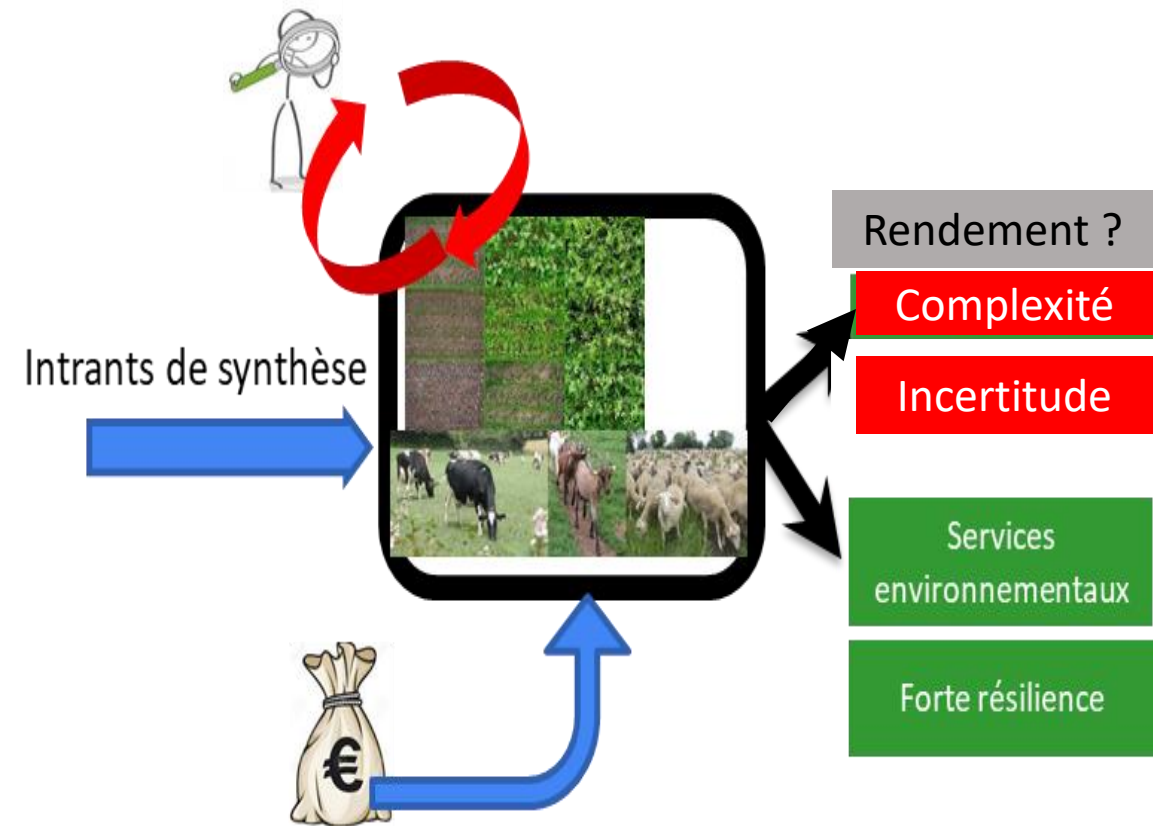 Rendement ?
Complexité
Incertitude
Intrants de synthèse
Services
environnementaux
Forte résilience
€